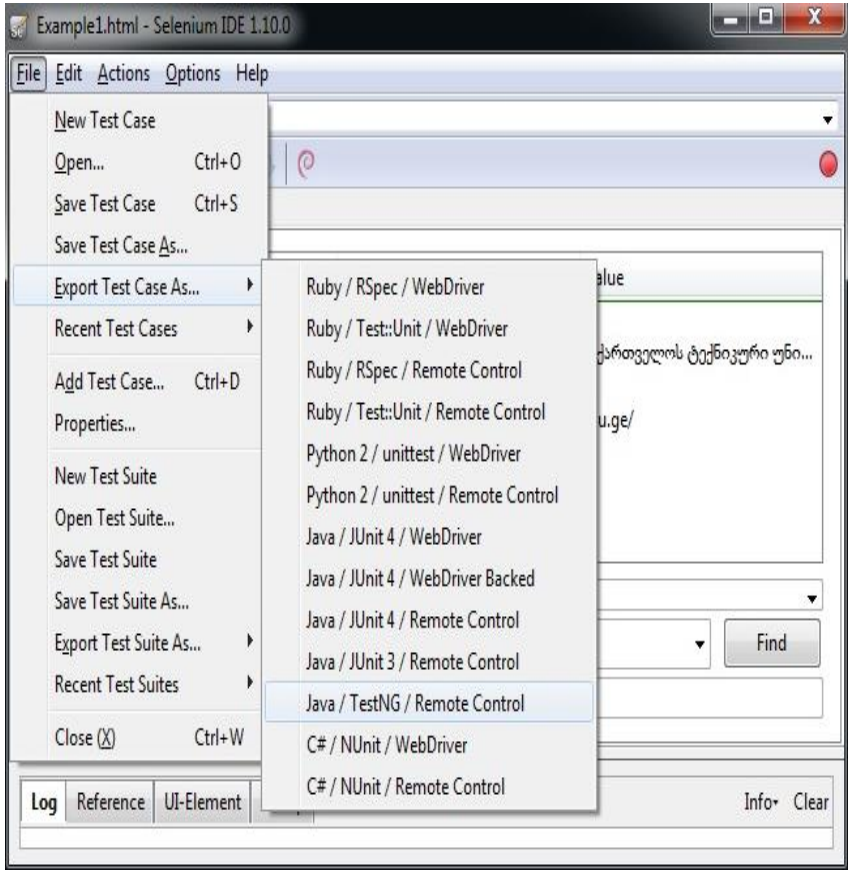 Example1.html - Selenium IDE 1.10.0
File Edit Actions Options Help
New Test Case
Open... Ctrl+O
Save Test Case Ctrl+S
Save Test Case As...
Export Test Case As...
Recent Test Cases
Add Test Case... Ctrl+D
Properties...
New Test Suite
Open Test Suite...
Save Test Suite
Save Test Suite As...
Export Test Suite As...
Recent Test Suites
Close (X) Ctrl+W
Ruby / RSpec / WebDriver
Ruby / Test::Unit / WebDriver
Ruby / RSpec / Remote Control
Ruby / Test::Unit / Remote Control
Python 2 / unittest / WebDriver
Python 2 / unittest / Remote Control
Java / JUnit 4 / WebDriver
Java / JUnit 4 / WebDriver Backed
Java / JUnit 4 / Remote Control
Java / JUnit 3 / Remote Control
Java / TestNG / Remote Control
C# / NUnit / WebDriver
C# / NUnit / Remote Control
alue
ქართველოს ტექნიკური უნი...
u.ge/
Find
Log Reference UI-Element
Info Clear